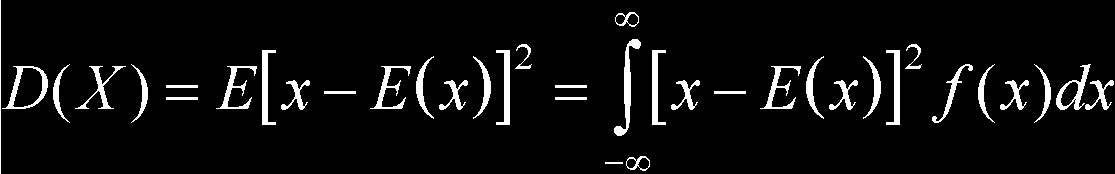 D(X) = E[x − E(x)]² = ∫_{−∞}^{∞} [x − E(x)]² f(x)dx